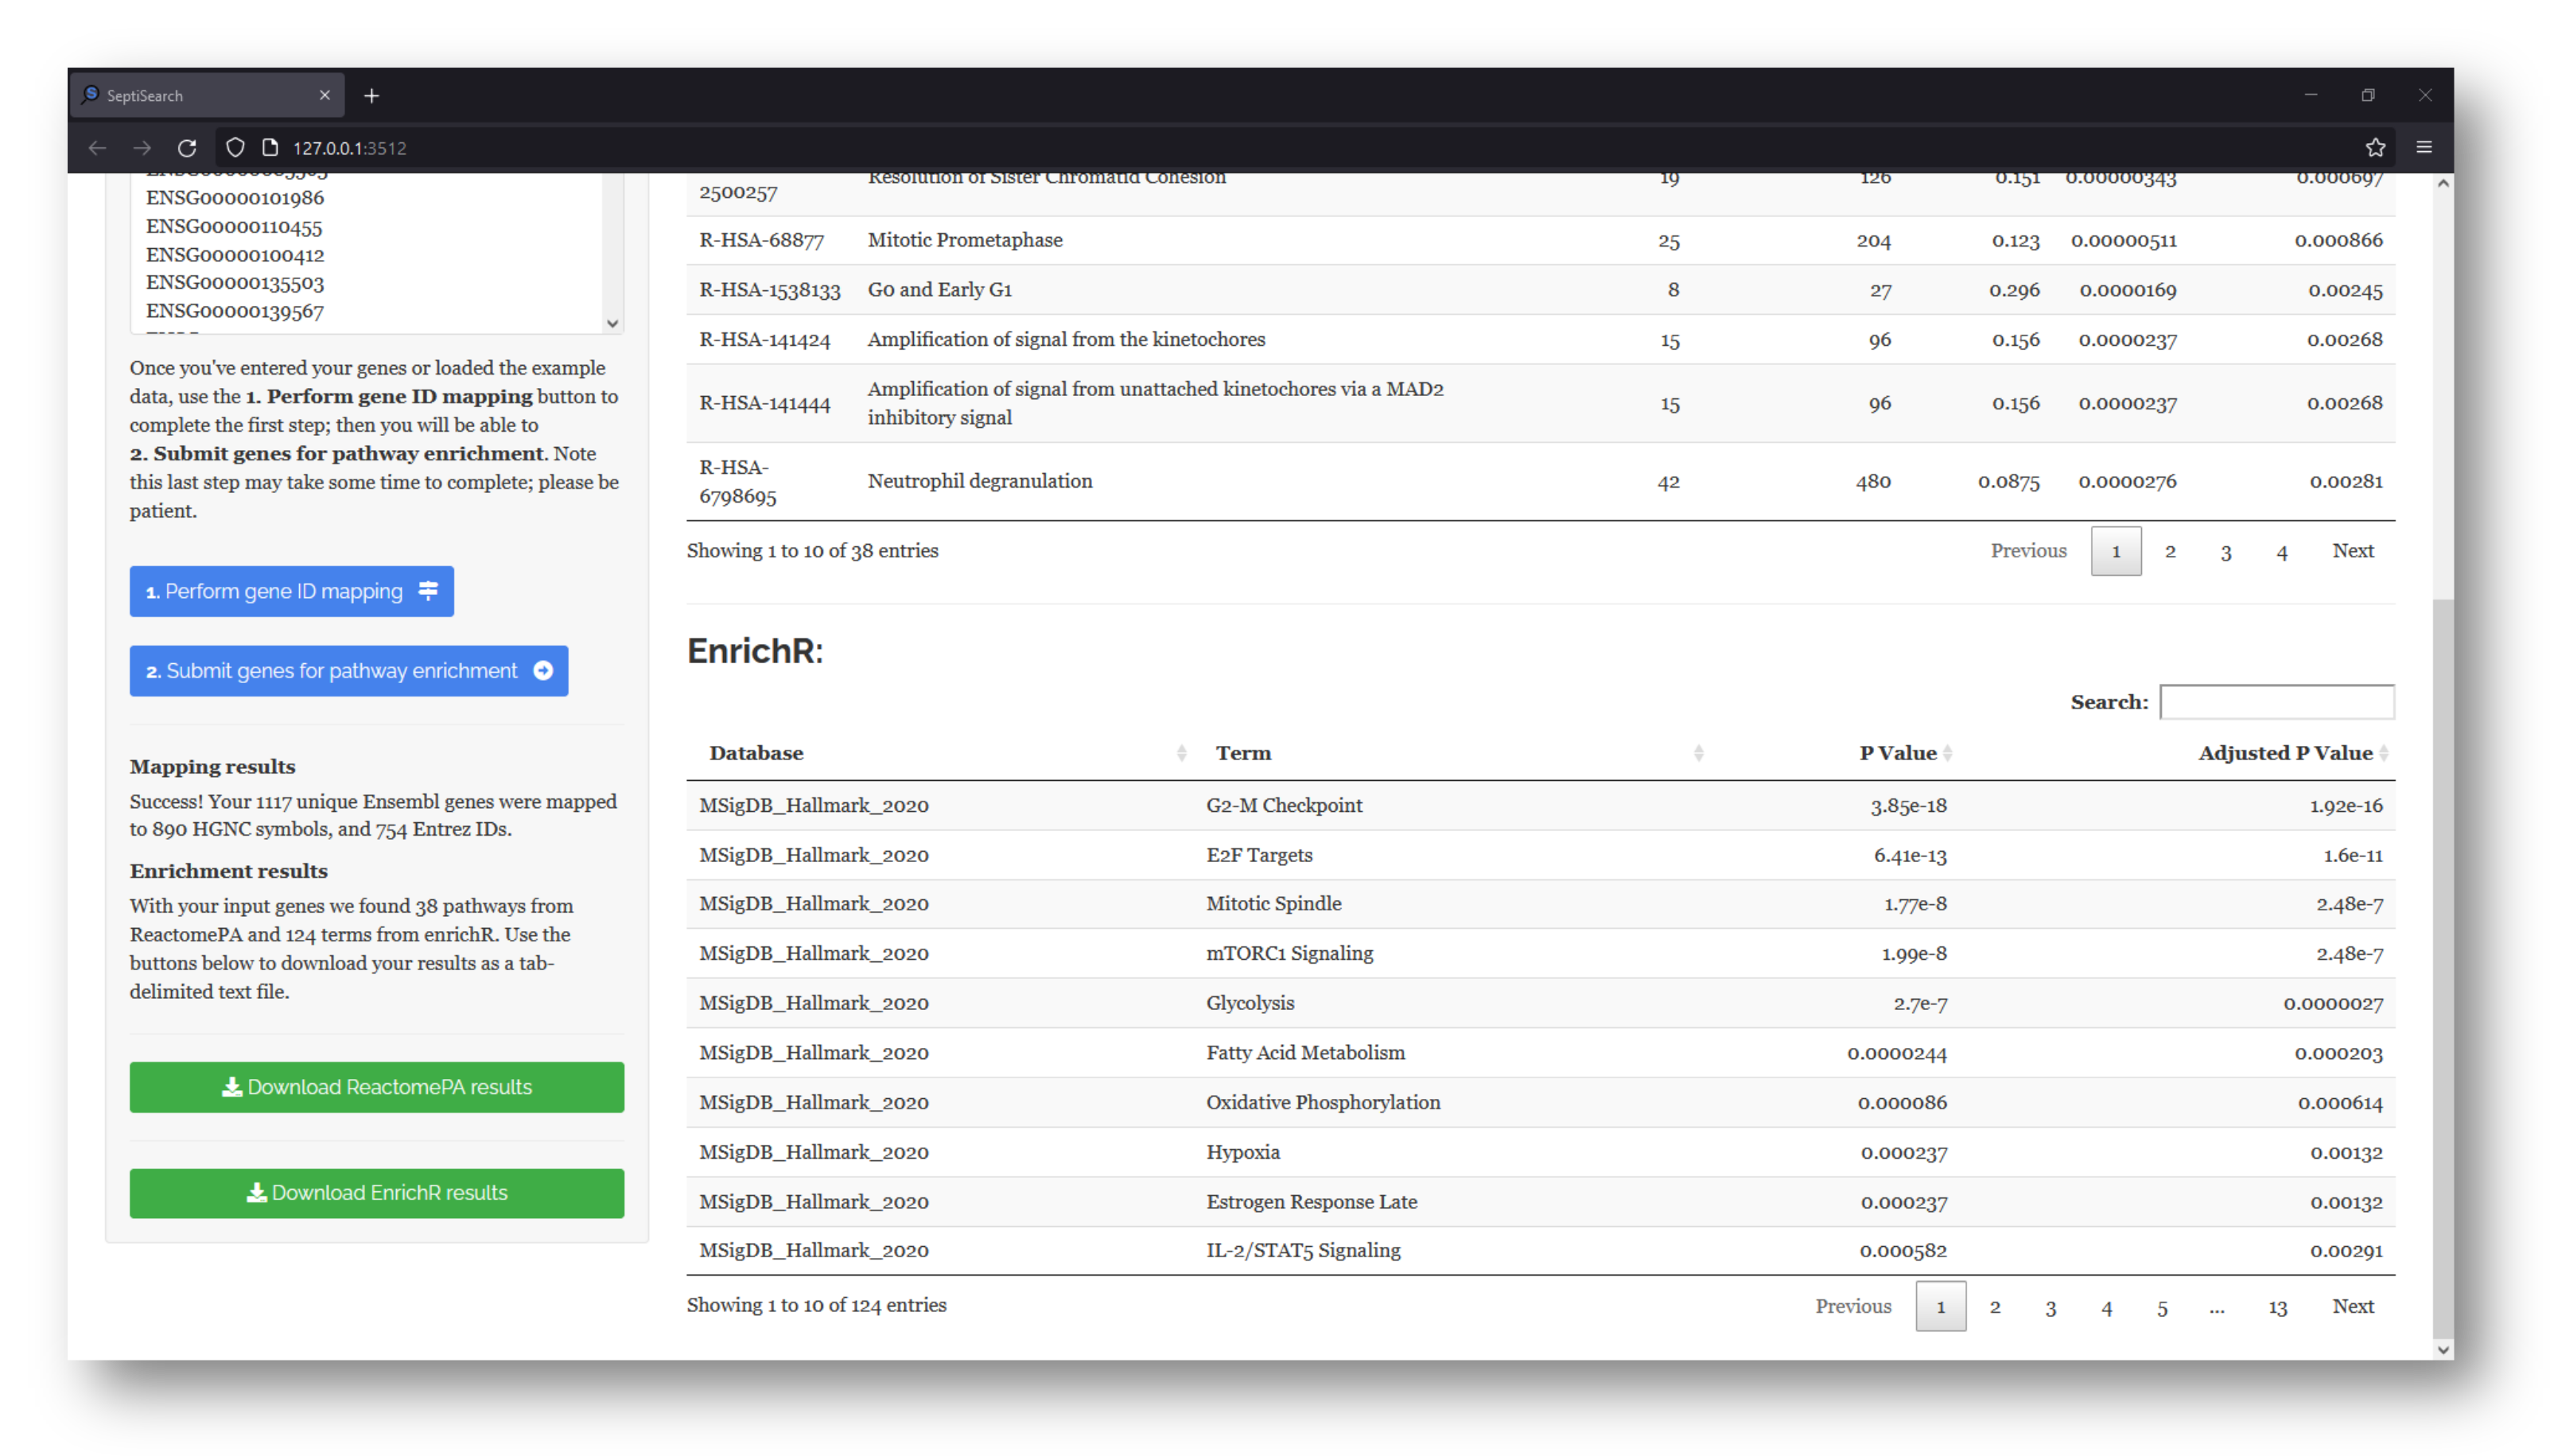 SeptiSearch
127.0.0.1:3512
ENSG00000101986
ENSG00000110455
ENSG00000100412
ENSG00000135503
ENSG00000139567
Once you've entered your genes or loaded the example
data, use the 1. Perform gene ID mapping button to
complete the first step; then you will be able to
2. Submit genes for pathway enrichment. Note
this last step may take some time to complete; please be
patient.
1. Perform gene ID mapping
2. Submit genes for pathway enrichment
Mapping results
Success! Your 1117 unique Ensembl genes were mapped
to 890 HGNC symbols, and 754 Entrez IDs.
Enrichment results
With your input genes we found 38 pathways from
ReactomePA and 124 terms from enrichR. Use the
buttons below to download your results as a tab-
delimited text file.
Download ReactomePA results
Download EnrichR results
2500257 Resolution of Sister Chromatid Cohesion 19 126 0.151 0.00000343 0.000697
R-HSA-68877 Mitotic Prometaphase 25 204 0.123 0.00000511 0.000866
R-HSA-1538133 G0 and Early G1 8 27 0.296 0.0000169 0.00245
R-HSA-141424 Amplification of signal from the kinetochores 15 96 0.156 0.0000237 0.00268
R-HSA-141444 Amplification of signal from unattached kinetochores via a MAD2 15 96 0.156 0.0000237 0.00268
inhibitory signal
R-HSA-
6798695 Neutrophil degranulation 42 480 0.0875 0.0000276 0.00281
Showing 1 to 10 of 38 entries
Previous 1 2 3 4 Next
EnrichR:
Search:
Database Term P Value Adjusted P Value
MSigDB_Hallmark_2020 G2-M Checkpoint 3.85e-18 1.92e-16
MSigDB_Hallmark_2020 E2F Targets 6.41e-13 1.6e-11
MSigDB_Hallmark_2020 Mitotic Spindle 1.77e-8 2.48e-7
MSigDB_Hallmark_2020 mTORC1 Signaling 1.99e-8 2.48e-7
MSigDB_Hallmark_2020 Glycolysis 2.7e-7 0.0000027
MSigDB_Hallmark_2020 Fatty Acid Metabolism 0.0000244 0.000203
MSigDB_Hallmark_2020 Oxidative Phosphorylation 0.000086 0.000614
MSigDB_Hallmark_2020 Hypoxia 0.000237 0.00132
MSigDB_Hallmark_2020 Estrogen Response Late 0.000237 0.00132
MSigDB_Hallmark_2020 IL-2/STAT5 Signaling 0.000582 0.00291
Showing 1 to 10 of 124 entries
Previous 1 2 3 4 5 ... 13 Next